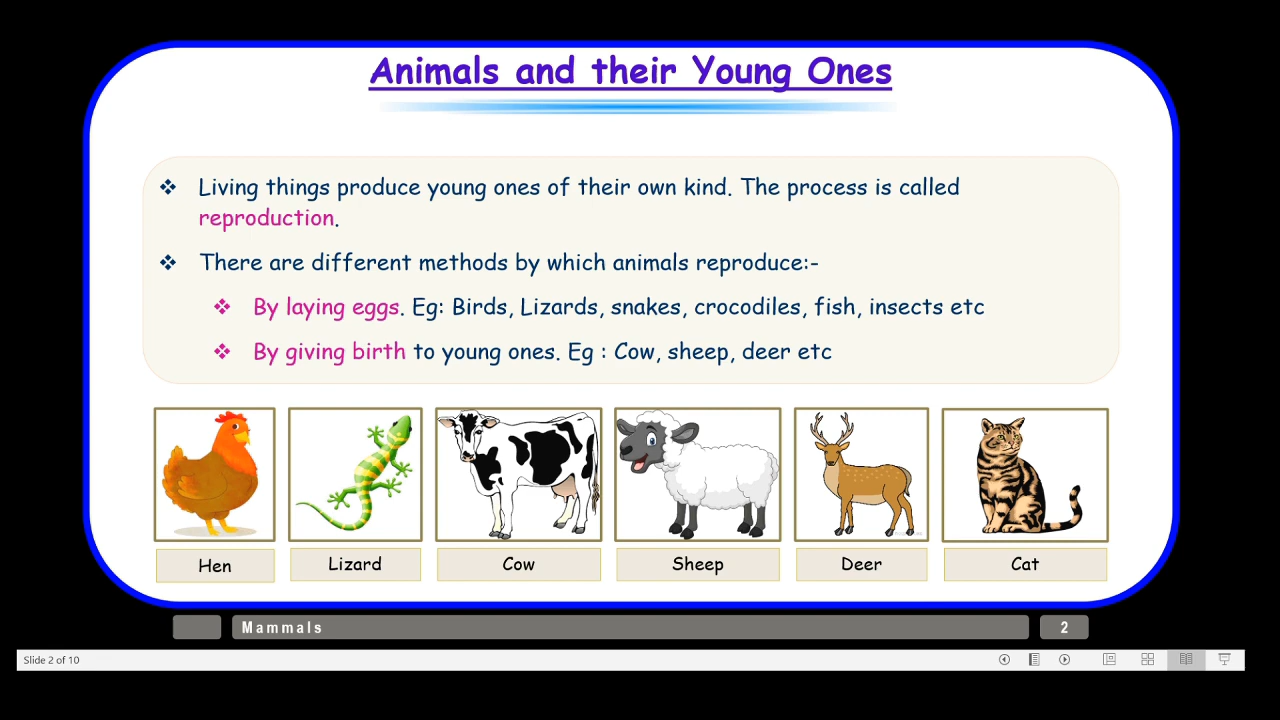 Animals and their Young Ones
❖ Living things produce young ones of their own kind. The process is called
reproduction.
❖ There are different methods by which animals reproduce:-
❖ By laying eggs. Eg: Birds, Lizards, snakes, crocodiles, fish, insects etc
❖ By giving birth to young ones. Eg : Cow, sheep, deer etc
Hen Lizard Cow Sheep Deer Cat
Mammals 2
Slide 2 of 10